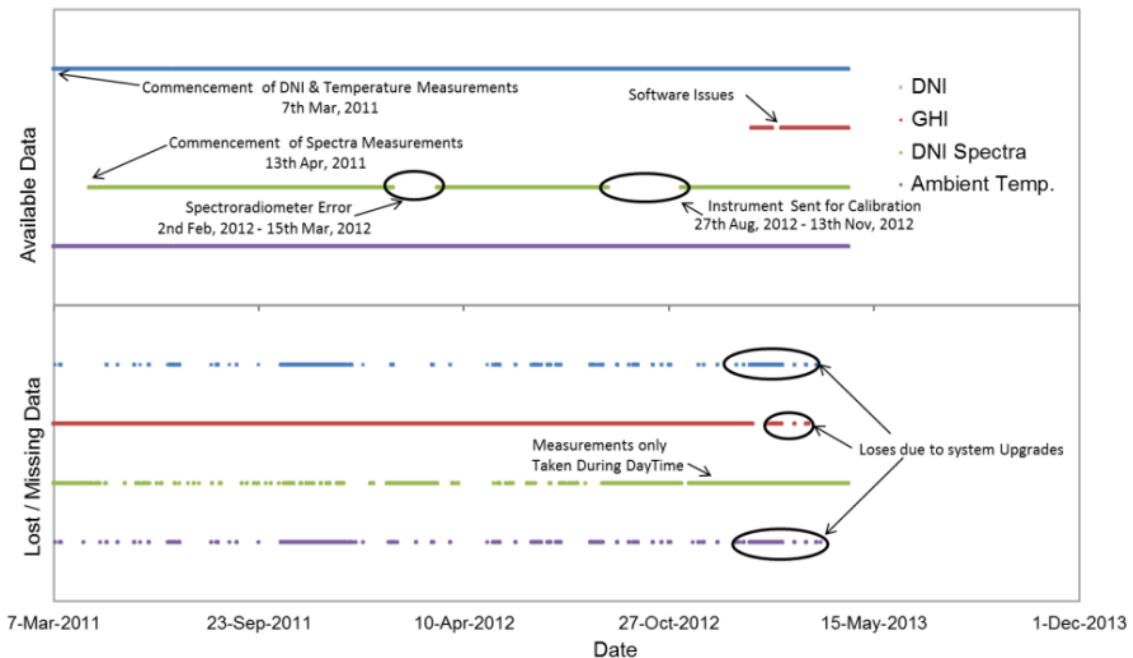 Available Data
Commencement of DNI & Temperature Measurements
7th Mar, 2011
Software Issues
Commencement of Spectra Measurements
13th Apr, 2011
Spectroradiometer Error
2nd Feb, 2012 - 15th Mar, 2012
Instrument Sent for Calibration
27th Aug, 2012 - 13th Nov, 2012
DNI
GHI
DNI Spectra
Ambient Temp.
Lost / Missing Data
Measurements only
Taken During DayTime
Loses due to system Upgrades
7-Mar-2011
23-Sep-2011
10-Apr-2012
27-Oct-2012
15-May-2013
1-Dec-2013
Date